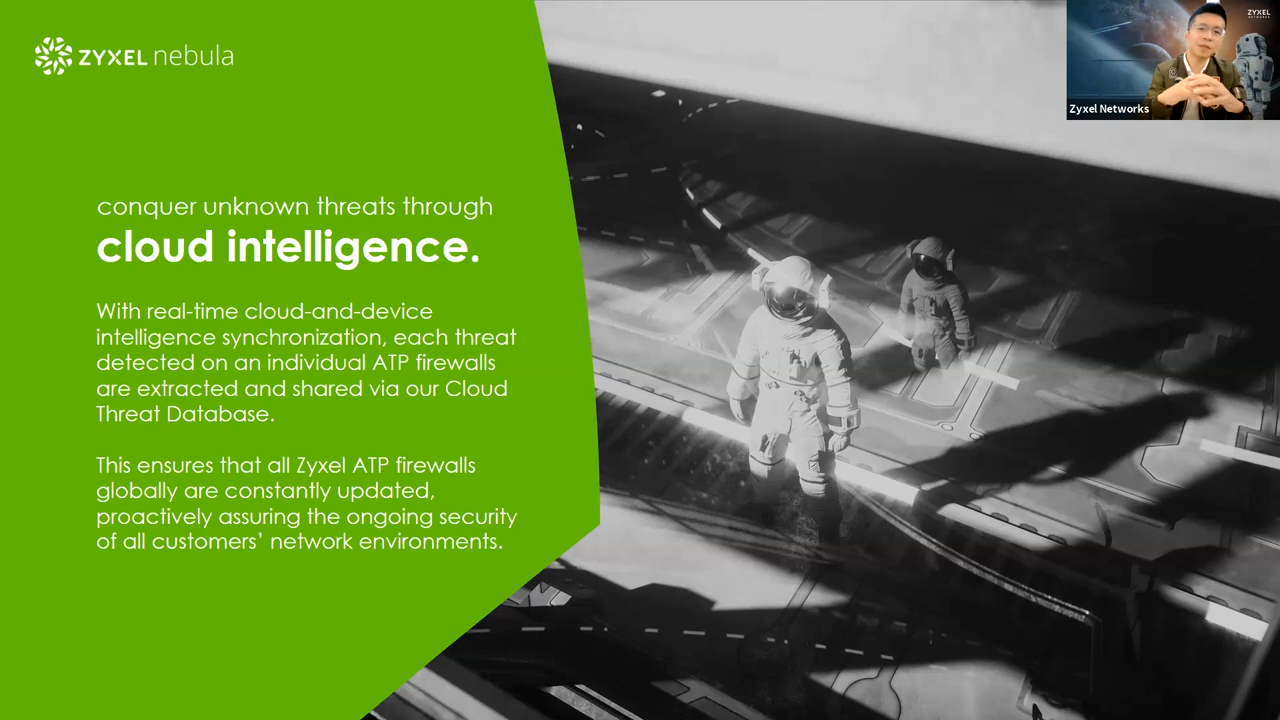 ZYXEL nebula
ZYXEL
NETWORKS
Zyxel Networks
conquer unknown threats through
cloud intelligence.
With real-time cloud-and-device
intelligence synchronization, each threat
detected on an individual ATP firewalls
are extracted and shared via our Cloud
Threat Database.
This ensures that all Zyxel ATP firewalls
globally are constantly updated,
proactively assuring the ongoing security
of all customers’ network environments.